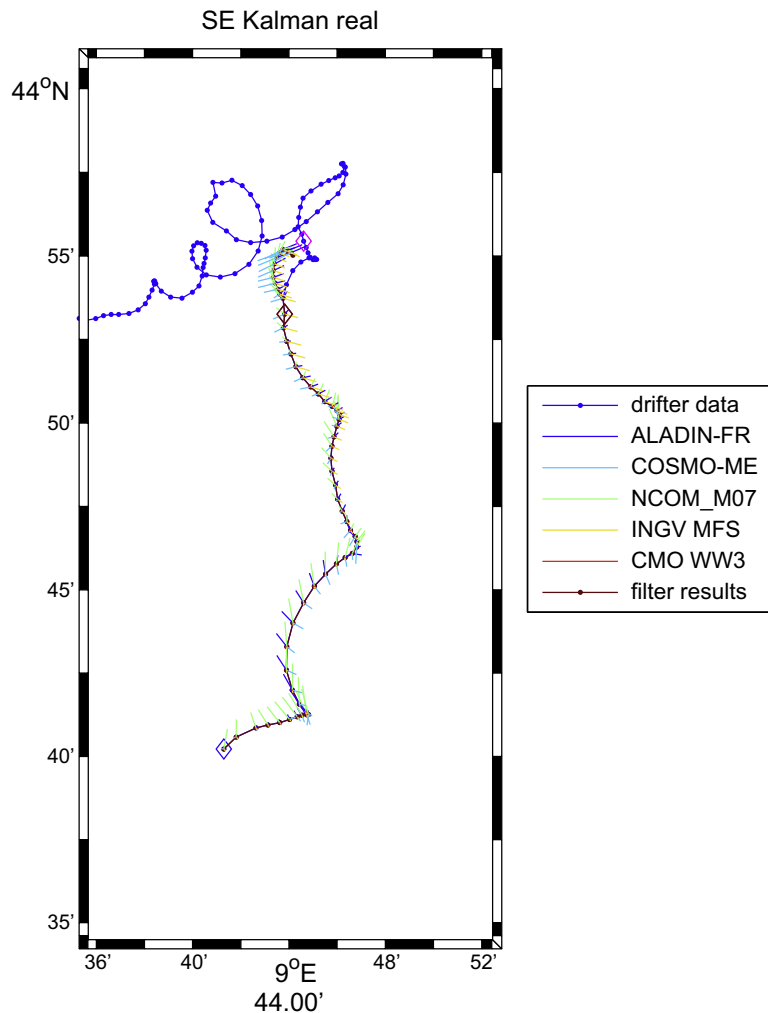 SE Kalman real
44°N
55'
50'
45'
40'
35'
36'
40'
9°E
44.00'
48'
52'
drifter data
ALADIN-FR
COSMO-ME
NCOM_M07
INGV MFS
CMO WW3
filter results